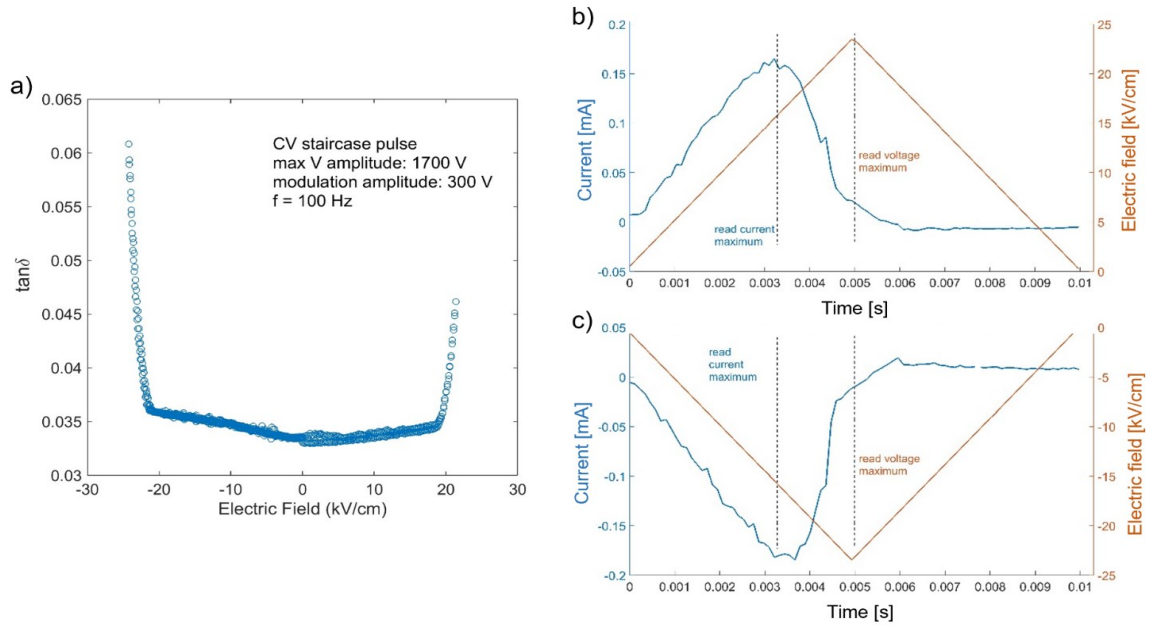 a)
tanδ
0.065
0.06
0.055
0.05
0.045
0.04
0.035
0.03
CV staircase pulse
max V amplitude: 1700 V
modulation amplitude: 300 V
f = 100 Hz
-30 -20 -10 0 10 20 30
Electric Field (kV/cm)
b)
Current [mA]
0.2
0.15
0.1
0.05
0
-0.05
read current
maximum
read voltage
maximum
25
20
15
10
5
0
Electric field [kV/cm]
0 0.001 0.002 0.003 0.004 0.005 0.006 0.007 0.008 0.009 0.01
Time [s]
c)
Current [mA]
0.05
0
-0.05
-0.1
-0.15
-0.2
read
current
maximum
read voltage
maximum
0
-5
-10
-15
-20
-25
Electric field [kV/cm]
0 0.001 0.002 0.003 0.004 0.005 0.006 0.007 0.008 0.009 0.01
Time [s]